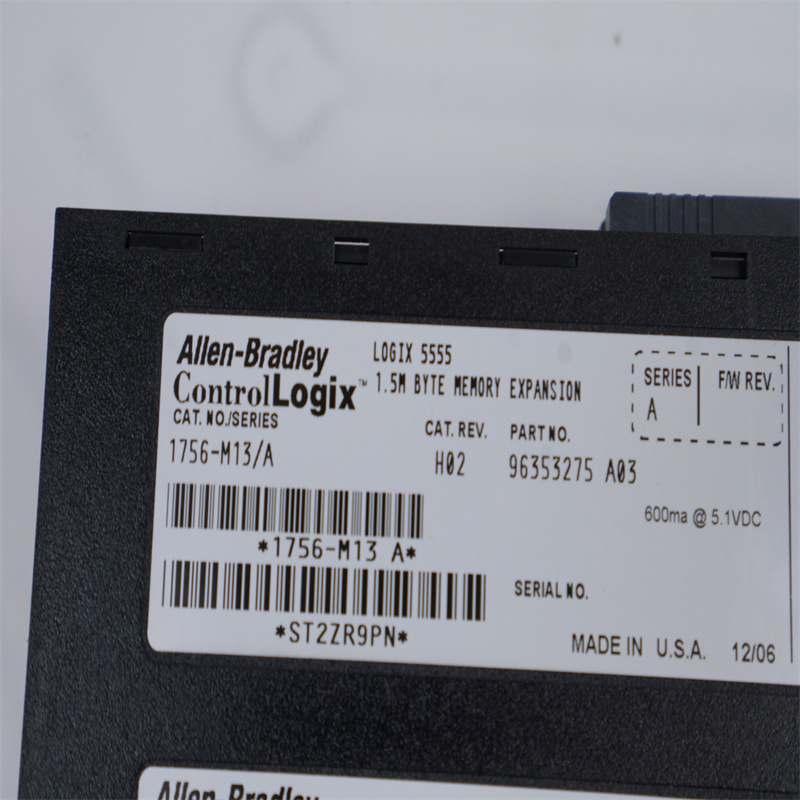 Allen-Bradley
ControlLogix™
LOGIX 5555
1.5M BYTE MEMORY EXPANSION
SERIES A
F/W REV.
CAT. NO./SERIES
1756-M13/A
CAT. REV.
H02
PART NO.
96353275 A03
600ma @ 5.1VDC
*1756-M13 A*
SERIAL NO.
*ST2ZR9PN*
MADE IN U.S.A. 12/06
Allen-Bradley